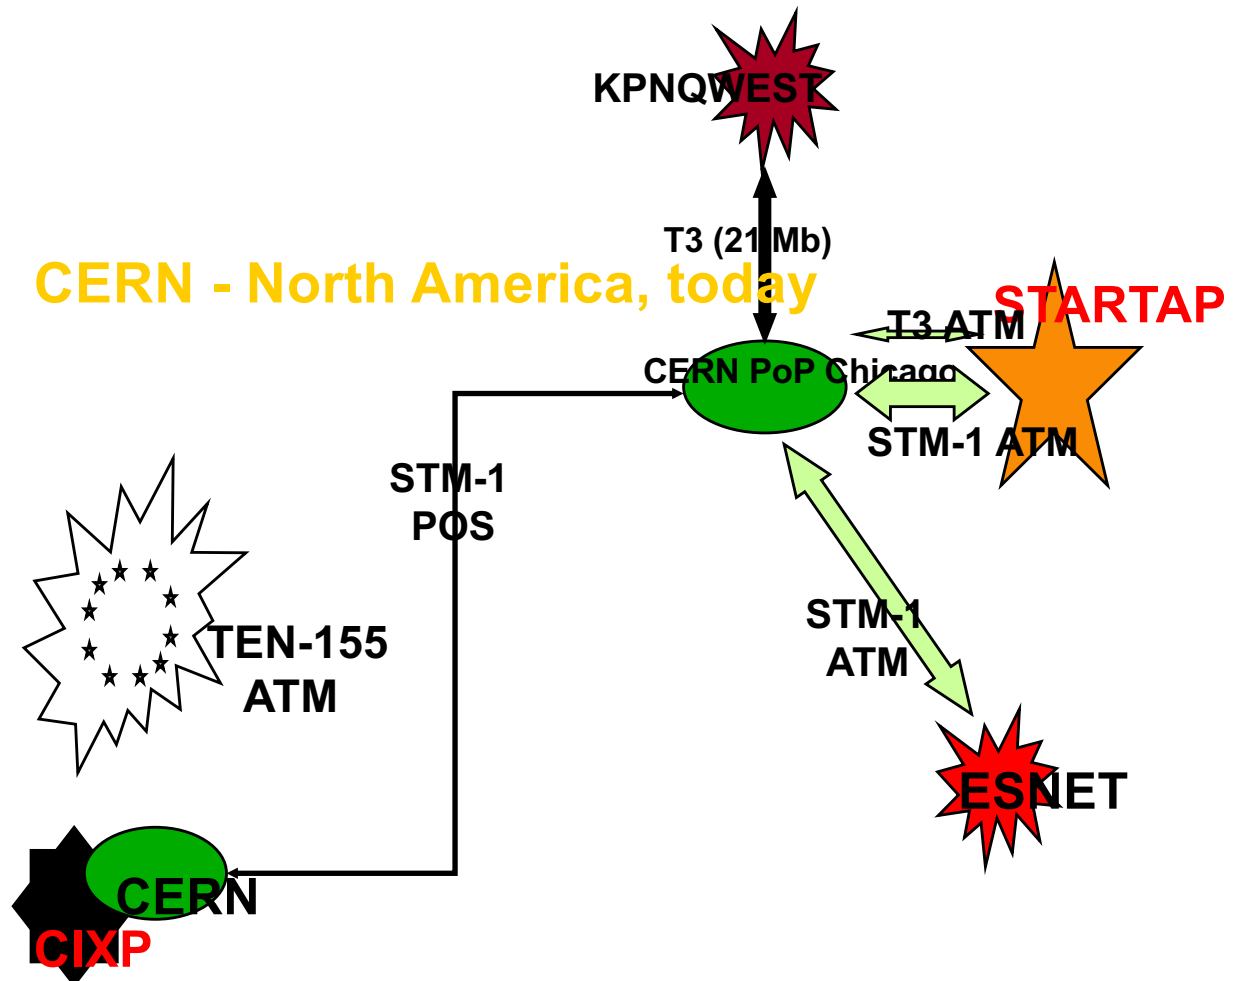 KPNQWEST
T3 (21 Mb)
CERN - North America, today
STARTAP
T3 ATM
CERN PoP Chicago
STM-1 ATM
STM-1
POS
STM-1
ATM
TEN-155
ATM
ESNET
CERN
CIXP